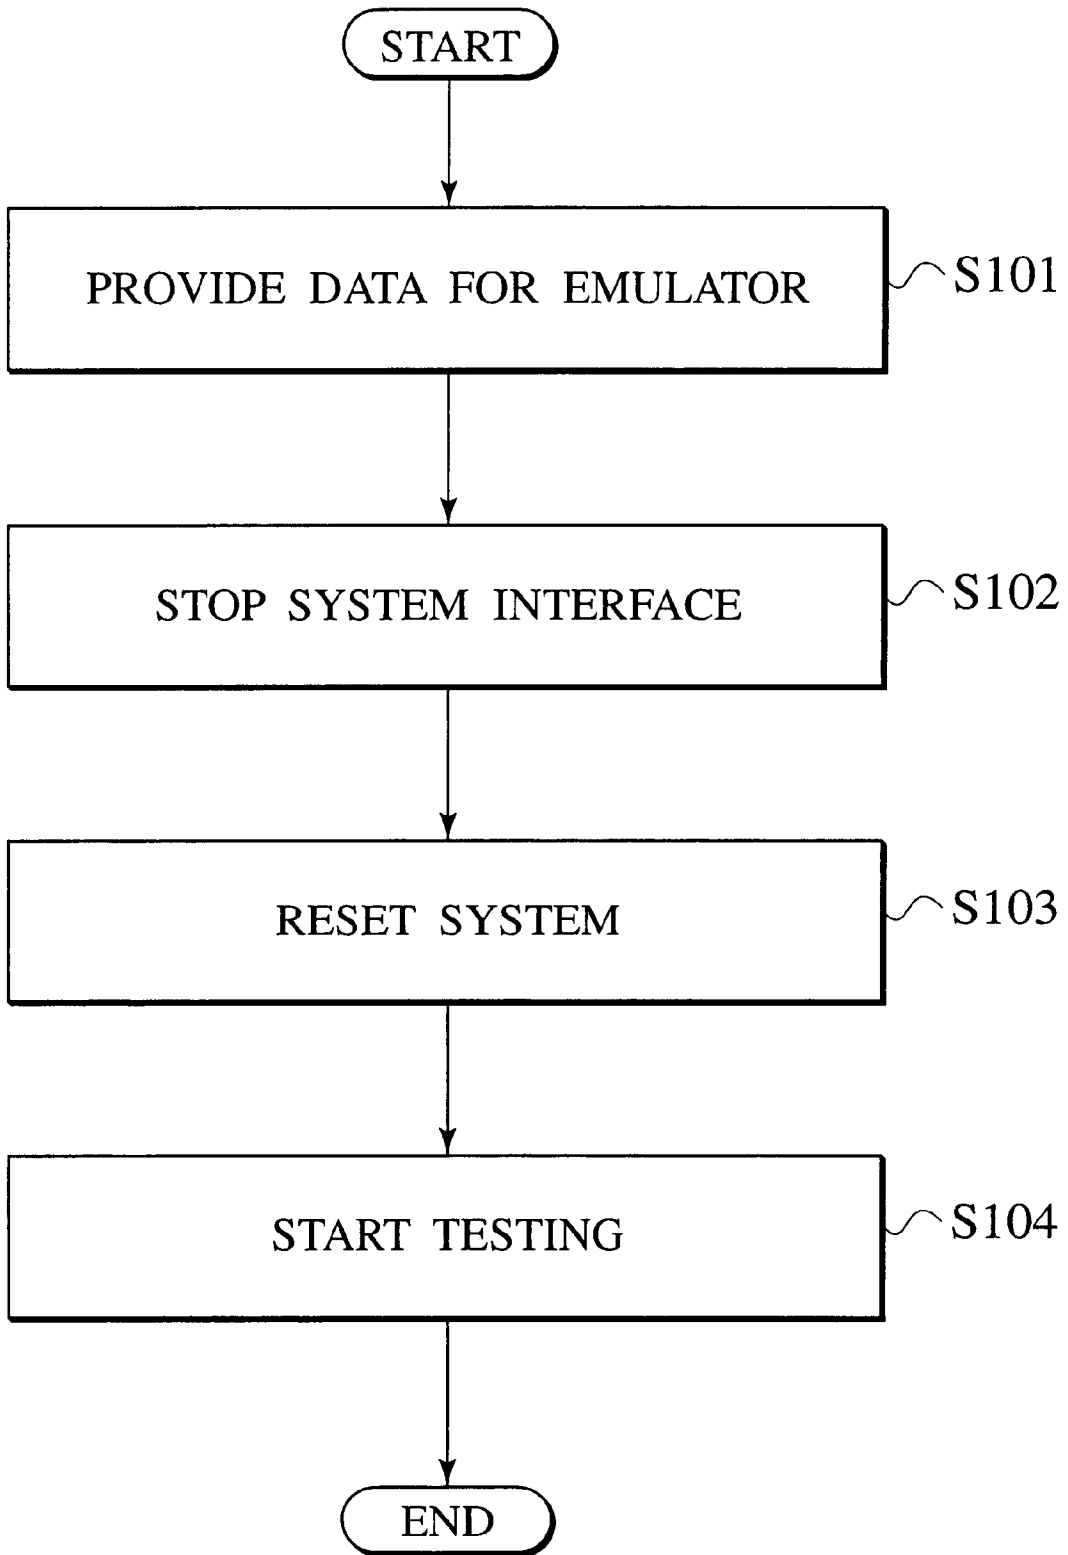 START
PROVIDE DATA FOR EMULATOR
S101
STOP SYSTEM INTERFACE
S102
RESET SYSTEM
S103
START TESTING
S104
END